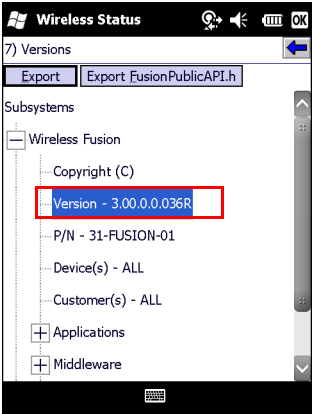 Wireless Status
OK
7) Versions
Export
Export FusionPublicAPI.h
Subsystems
Wireless Fusion
Copyright (C)
Version - 3.00.0.0.036R
P/N - 31-FUSION-01
Device(s) - ALL
Customer(s) - ALL
Applications
Middleware